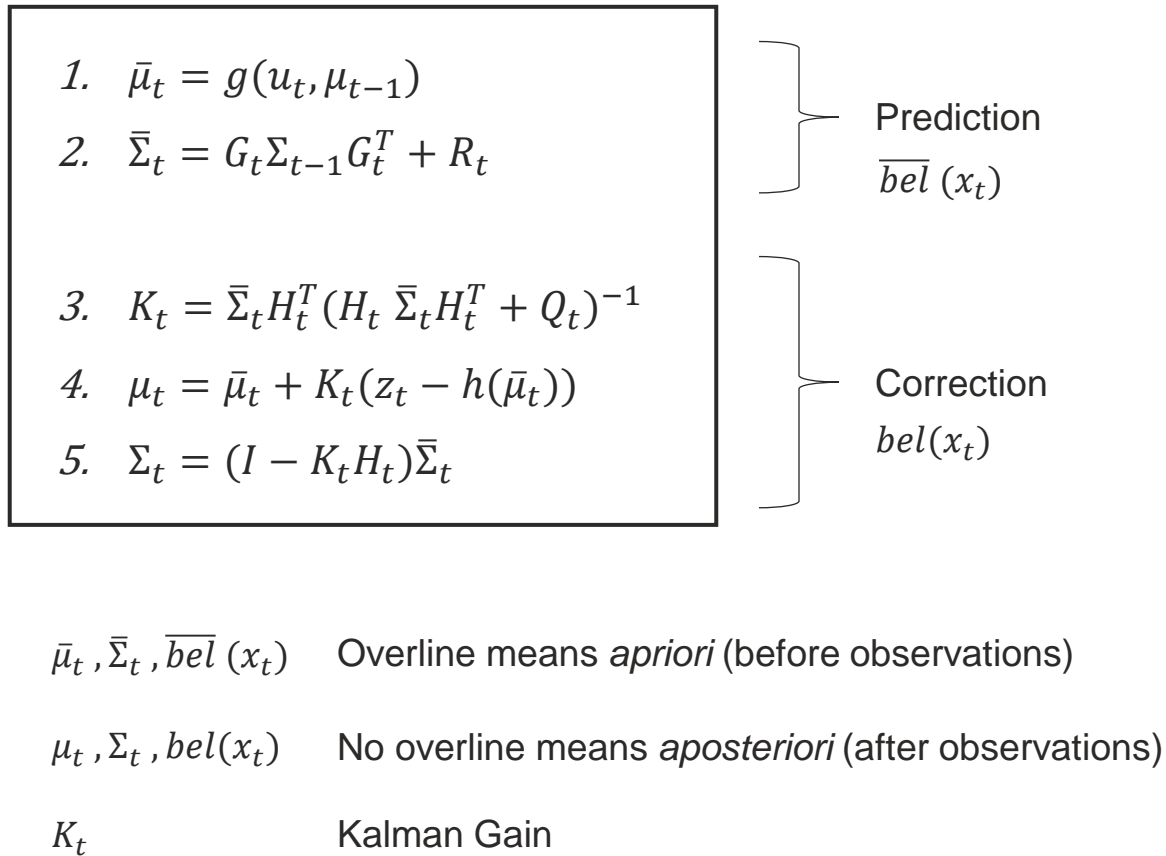 1. μ̄_t = g(u_t, μ_{t−1})
2. Σ̄_t = G_t Σ_{t−1} G_t^T + R_t
Prediction
\overline{bel} (x_t)
3. K_t = Σ̄_t H_t^T (H_t Σ̄_t H_t^T + Q_t)^{−1}
4. μ_t = μ̄_t + K_t(z_t − h(μ̄_t))
5. Σ_t = (I − K_t H_t)Σ̄_t
Correction
bel(x_t)
μ̄_t , Σ̄_t , \overline{bel} (x_t) Overline means apriori (before observations)
μ_t , Σ_t , bel(x_t) No overline means aposteriori (after observations)
K_t Kalman Gain